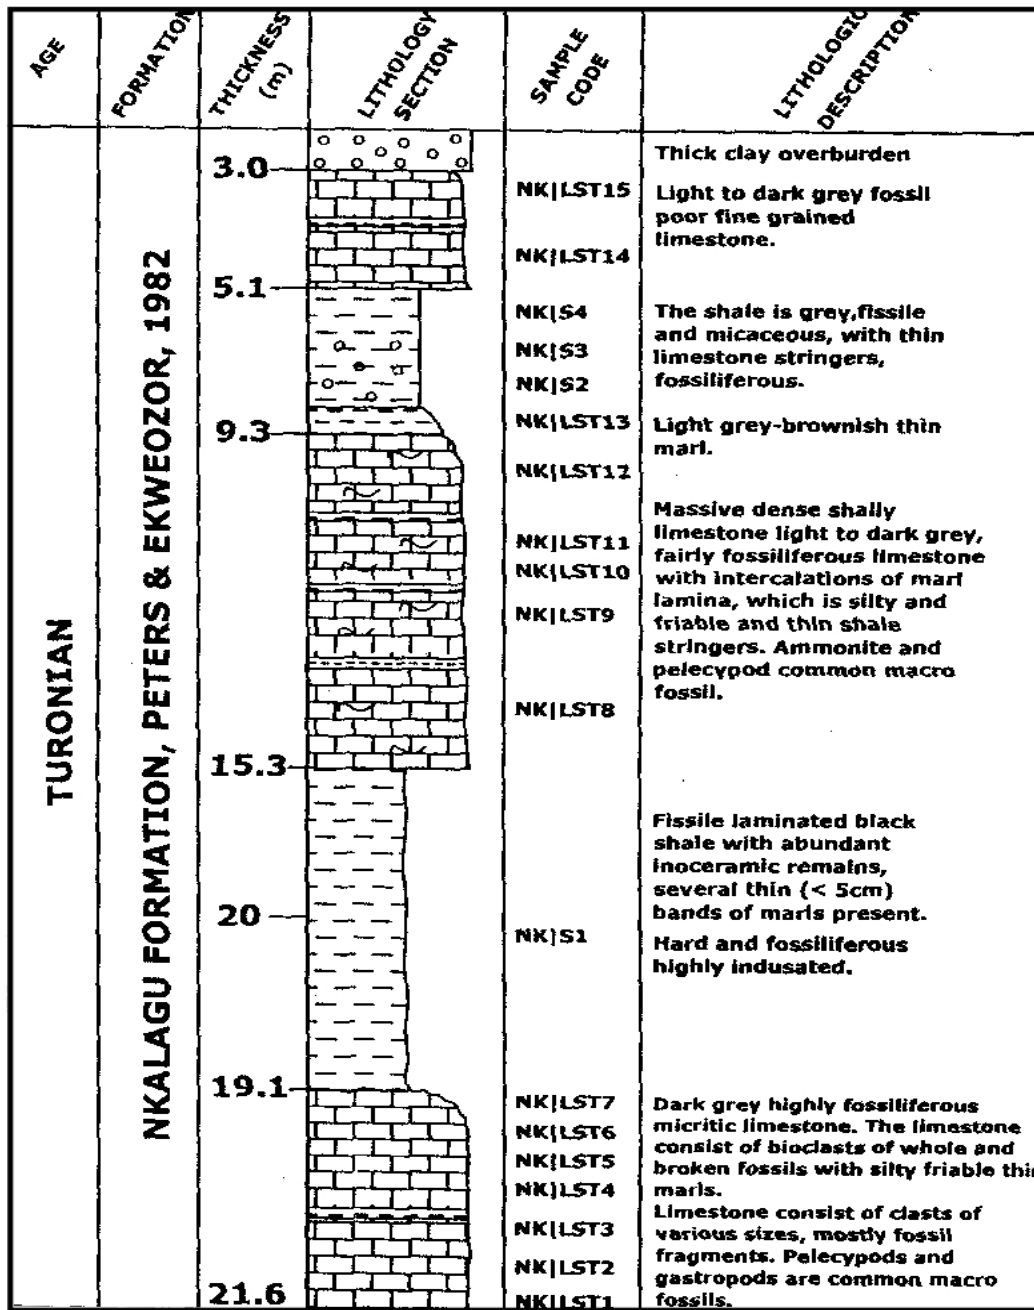 AGE
FORMATION
THICKNESS
(m)
LITHOLOGY
SECTION
SAMPLE
CODE
LITHOLOGIC
DESCRIPTION
TURONIAN
NKALAGU FORMATION, PETERS & EKWEOZOR, 1982
3.0
5.1
9.3
15.3
20
19.1
21.6
NK|LST15
NK|LST14
NK|S4
NK|S3
NK|S2
NK|LST13
NK|LST12
NK|LST11
NK|LST10
NK|LST9
NK|LST8
NK|S1
NK|LST7
NK|LST6
NK|LST5
NK|LST4
NK|LST3
NK|LST2
NK|LST1
Thick clay overburden
Light to dark grey fossil
poor fine grained
limestone.
The shale is grey,fissile
and micaceous, with thin
limestone stringers,
fossiliferous.
Light grey-brownish thin
marl.
Massive dense shally
limestone light to dark grey,
fairly fossiliferous limestone
with intercalations of marl
lamina, which is silty and
friable and thin shale
stringers. Ammonite and
pelecypod common macro
fossil.
Fissile laminated black
shale with abundant
inoceramic remains,
several thin (< 5cm)
bands of marls present.
Hard and fossiliferous
highly indusated.
Dark grey highly fossiliferous
micritic limestone. The limestone
consist of bioclasts of whole and
broken fossils with silty friable thi
marls.
Limestone consist of clasts of
various sizes, mostly fossil
fragments. Pelecypods and
gastropods are common macro
fossils.